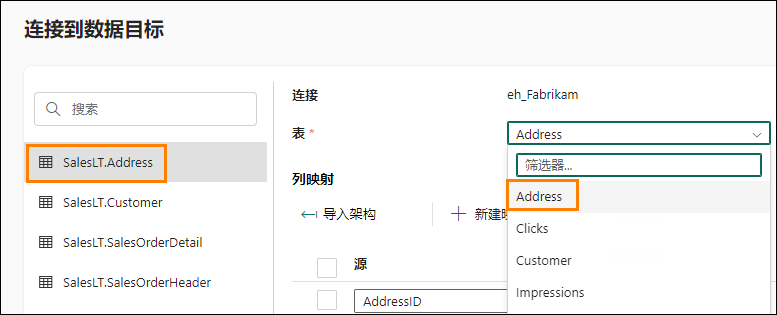 连接到数据目标
搜索
SalesLT.Address
SalesLT.Customer
SalesLT.SalesOrderDetail
SalesLT.SalesOrderHeader
连接 eh_Fabrikam
表 * Address
筛选器...
Address
Clicks
Customer
Impressions
列映射
导入架构 新建
源
AddressID